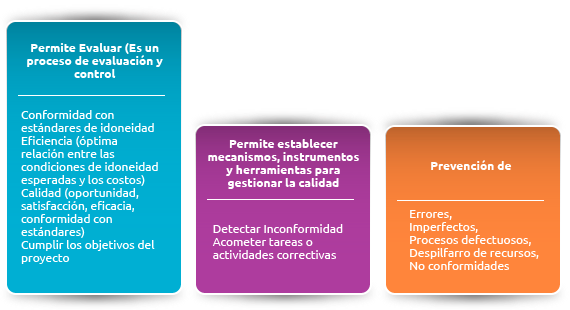 Permite Evaluar (Es un
proceso de evaluación y
control
Conformidad con
estándares de idoneidad
Eficiencia (óptima
relación entre las
condiciones de idoneidad
esperadas y los costos)
Calidad (oportunidad,
satisfacción, eficacia,
conformidad con
estándares)
Cumplir los objetivos del
proyecto
Permite establecer
mecanismos, instrumentos
y herramientas para
gestionar la calidad
Detectar Inconformidad
Acometer tareas o
actividades correctivas
Prevención de
Errores,
Imperfectos,
Procesos defectuosos,
Despilfarro de recursos,
No conformidades